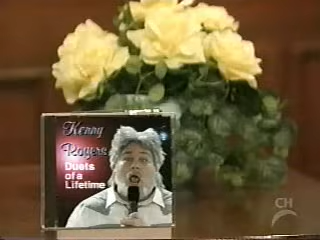 Kenny
Rogers
Duets
of a
Lifetime
CH